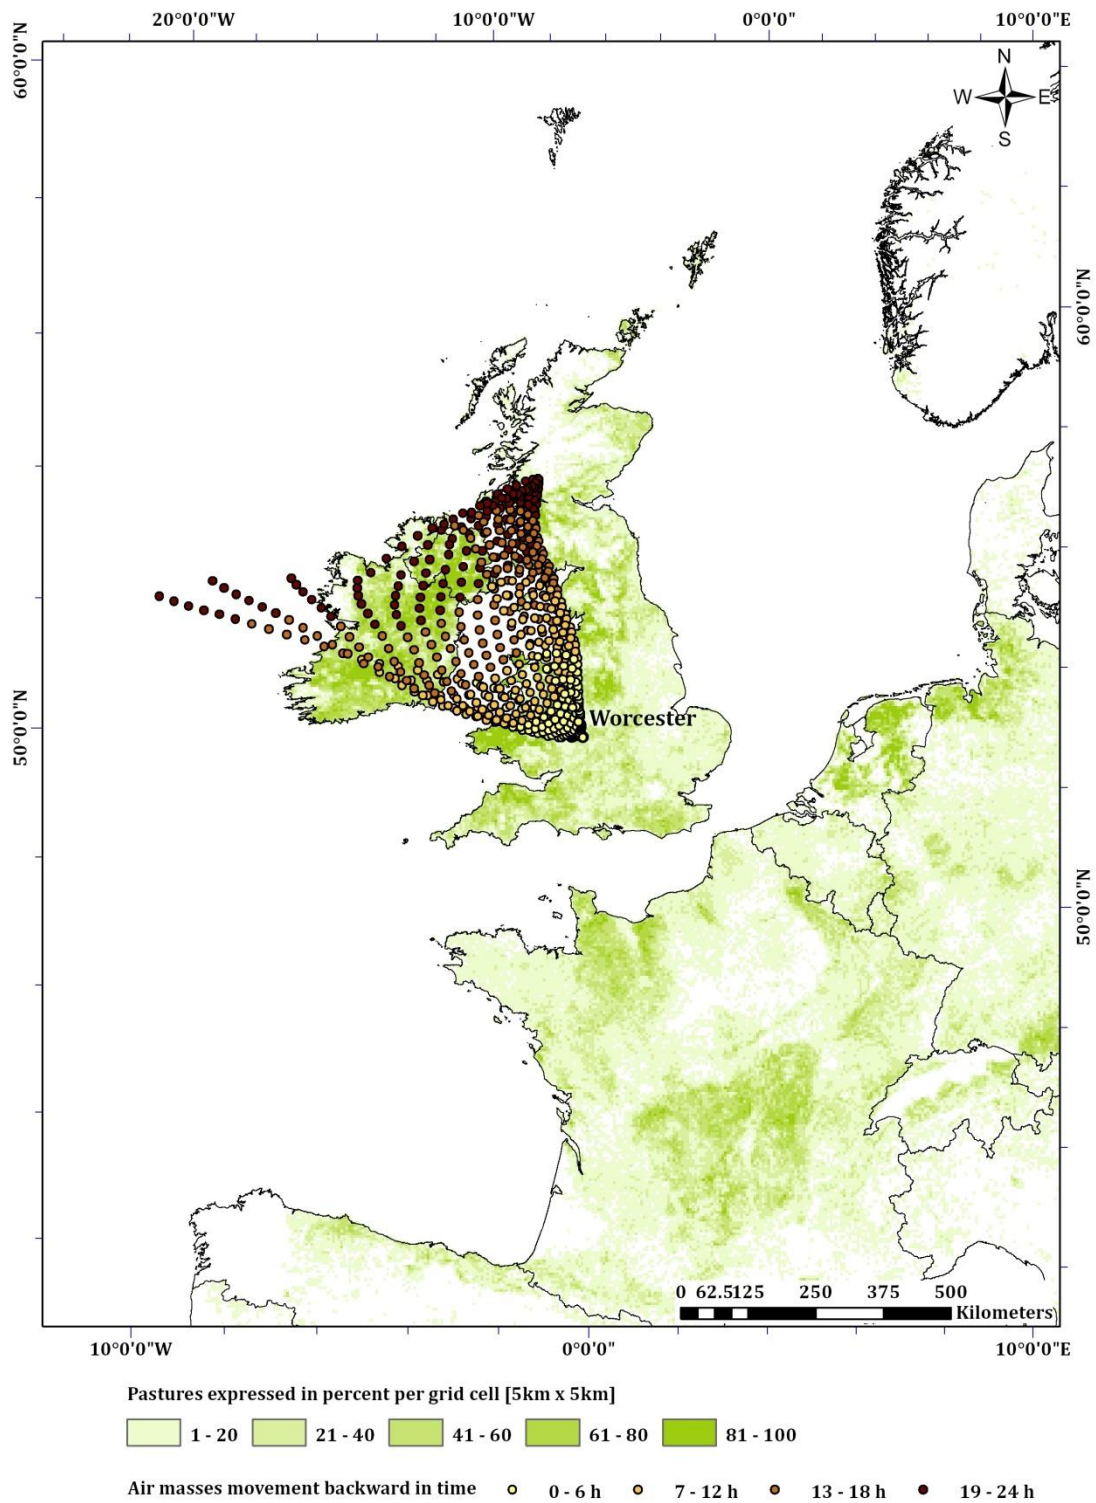 20°0'0"W 10°0'0"W 0°0'0" 10°0'0"E
60°0'0"N
N
W E
S
60°0'0"N
50°0'0"N
Worcester
50°0'0"N
0 62.5 125 250 375 500
Kilometers
10°0'0"W 0°0'0" 10°0'0"E
Pastures expressed in percent per grid cell [5km x 5km]
1 - 20 21 - 40 41 - 60 61 - 80 81 - 100
Air masses movement backward in time 0 - 6 h 7 - 12 h 13 - 18 h 19 - 24 h